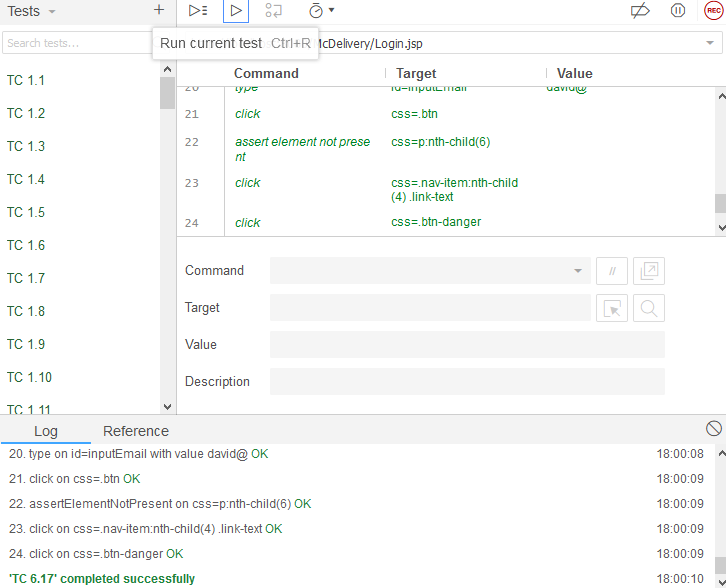 Tests
REC
Search tests...
Run current test Ctrl+R
McDelivery/Login.jsp
Command Target Value
TC 1.1
TC 1.2
TC 1.3
TC 1.4
TC 1.5
TC 1.6
TC 1.7
TC 1.8
TC 1.9
TC 1.10
TC 1.11
20 type id=inputEmail david@
21 click css=.btn
22 assert element not prese css=p:nth-child(6)
nt
23 click css=.nav-item:nth-child
(4) .link-text
24 click css=.btn-danger
Command
//
Target
Value
Description
Log Reference
20. type on id=inputEmail with value david@ OK 18:00:08
21. click on css=.btn OK 18:00:09
22. assertElementNotPresent on css=p:nth-child(6) OK 18:00:09
23. click on css=.nav-item:nth-child(4) .link-text OK 18:00:09
24. click on css=.btn-danger OK 18:00:09
'TC 6.17' completed successfully 18:00:10